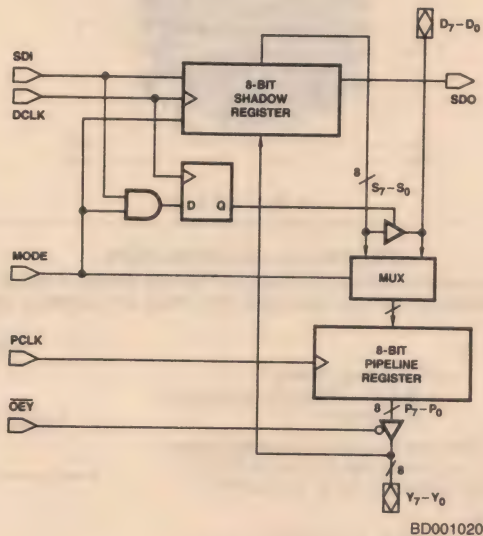 D₇–D₀
SDI
DCLK
8-BIT
SHADOW
REGISTER
SDO
8
S₇–S₀
D Q
MODE
MUX
PCLK
8-BIT
PIPELINE
REGISTER
8
P₇–P₀
OEY
8
Y₇–Y₀
BD001020